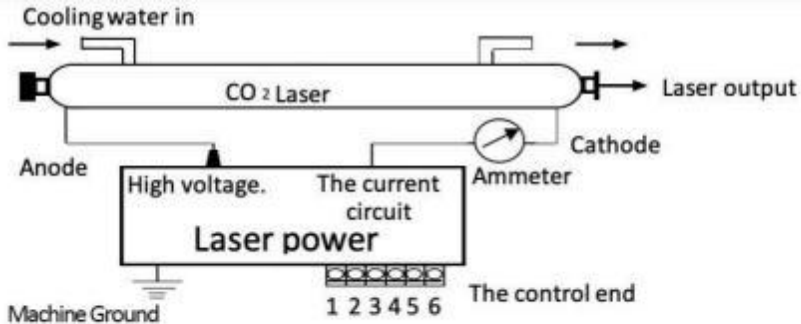 Cooling water in
CO 2 Laser
Laser output
Anode
Cathode
Ammeter
High voltage.
The current
circuit
Laser power
Machine Ground
1 2 3 4 5 6
The control end